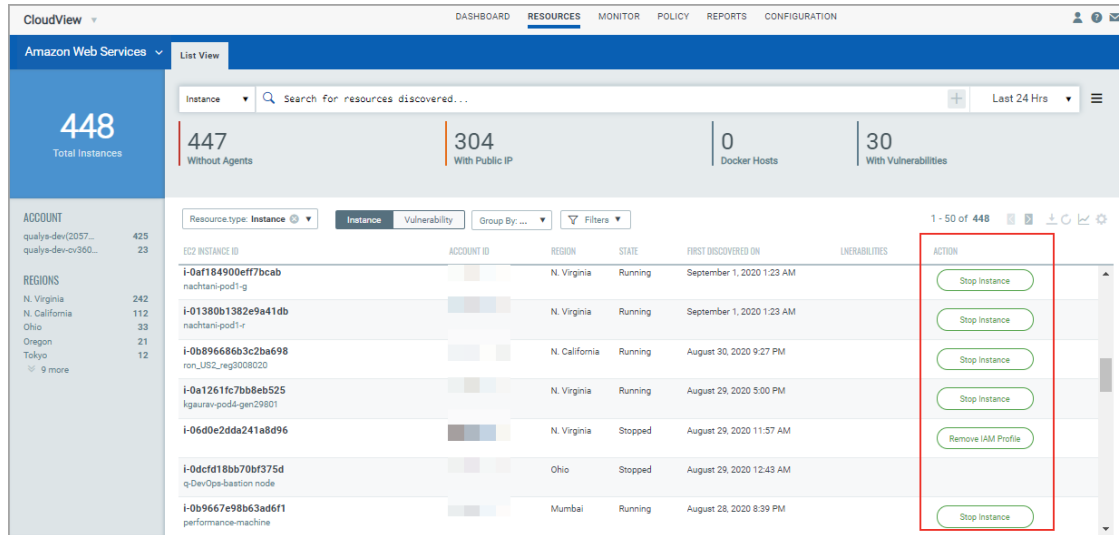 CloudView
DASHBOARD RESOURCES MONITOR POLICY REPORTS CONFIGURATION
Amazon Web Services
List View
448
Total Instances
Instance Search for resources discovered... Last 24 Hrs
447 304 0 30
Without Agents With Public IP Docker Hosts With Vulnerabilities
ACCOUNT
qualys-dev(2057... 425
qualys-dev-cv360... 23
REGIONS
N. Virginia 242
N. California 112
Ohio 33
Oregon 21
Tokyo 12
9 more
Resource.type: Instance Instance Vulnerability Group By: ... Filters 1 - 50 of 448
EC2 INSTANCE ID ACCOUNT ID REGION STATE FIRST DISCOVERED ON LNERABILITIES ACTION
i-0af184900eff7bcab N. Virginia Running September 1, 2020 1:23 AM Stop Instance
nachtani-pod1-g
i-01380b1382e9a41db N. Virginia Running September 1, 2020 1:23 AM Stop Instance
nachtani-pod1-r
i-0b896686b3c2ba698 N. California Running August 30, 2020 9:27 PM Stop Instance
ron_US2_reg3008020
i-0a1261fc7bb8eb525 N. Virginia Running August 29, 2020 5:00 PM Stop Instance
kgaurav-pod4-gen29801
i-06d0e2dda241a8d96 N. Virginia Stopped August 29, 2020 11:57 AM Remove IAM Profile
i-0dcfd18bb70bf375d Ohio Stopped August 29, 2020 12:43 AM
q-DevOps-bastion node
i-0b9667e98b63ad6f1 Mumbai Running August 28, 2020 8:39 PM Stop Instance
performance-machine